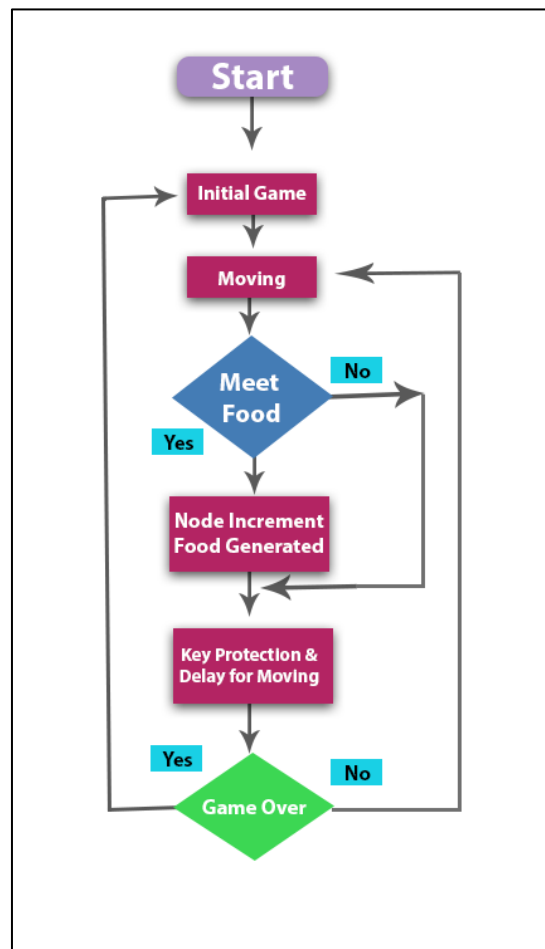 Start
Initial Game
Moving
Meet
Food
No
Yes
Node Increment
Food Generated
Key Protection &
Delay for Moving
Yes
No
Game Over